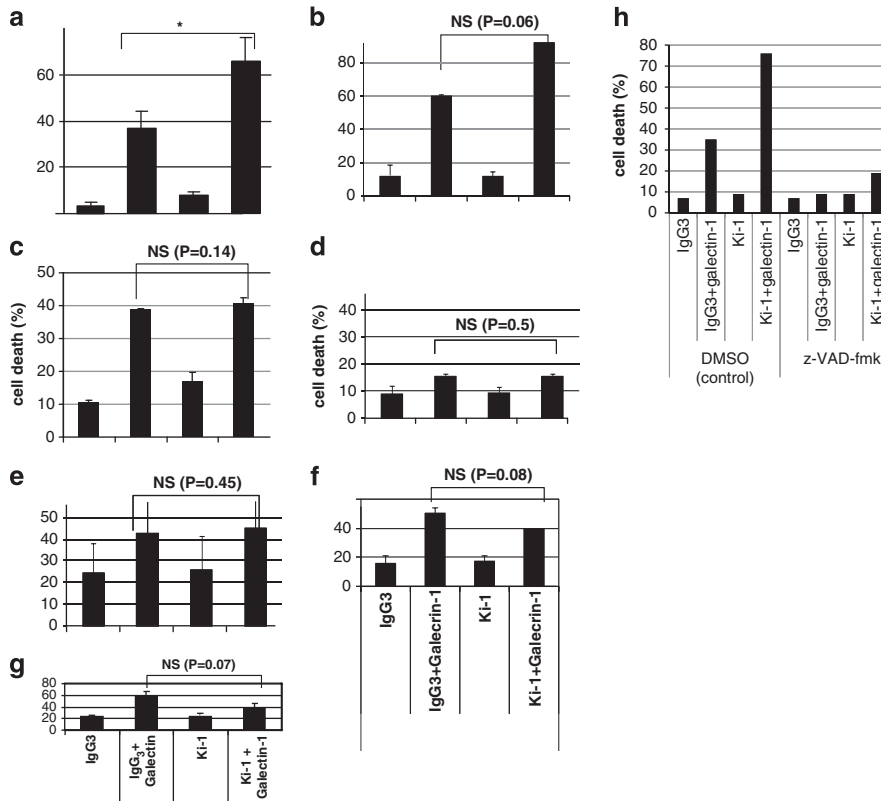 a
*
60
40
20
b
NS (P=0.06)
80
60
40
20
0
c
NS (P=0.14)
cell death (%)
50
40
30
20
10
0
d
NS (P=0.5)
cell death (%)
40
30
20
10
0
e
NS (P=0.45)
50
40
30
20
10
0
f
NS (P=0.08)
40
20
0
IgG3
IgG3+Galecrin-1
Ki-1
Ki-1+Galecrin-1
g
NS (P=0.07)
80
60
40
20
0
IgG3
IgG3+
Galectin
Ki-1
Ki-1 +
Galectin-1
h
cell death (%)
80
70
60
50
40
30
20
10
0
IgG3
IgG3+galectin-1
Ki-1
Ki-1+galectin-1
IgG3
IgG3+galectin-1
Ki-1
Ki-1+galectin-1
DMSO
(control)
z-VAD-fmk